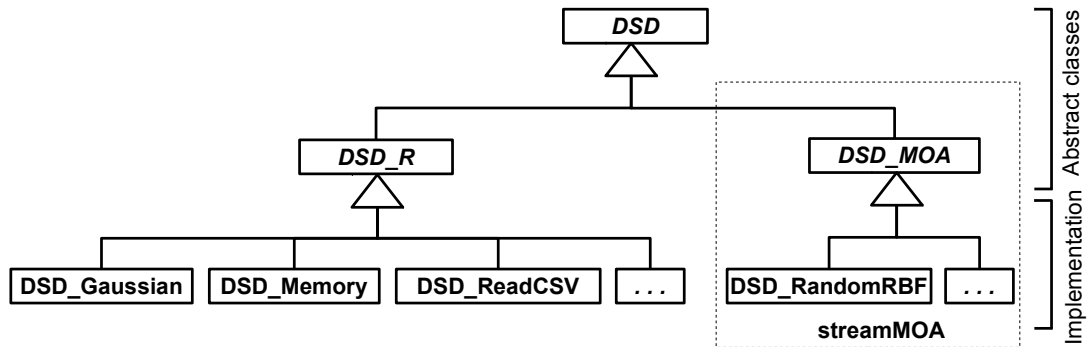 DSD
DSD_R
DSD_MOA
DSD_Gaussian
DSD_Memory
DSD_ReadCSV
. . .
DSD_RandomRBF
. . .
streamMOA
Abstract classes
Implementation